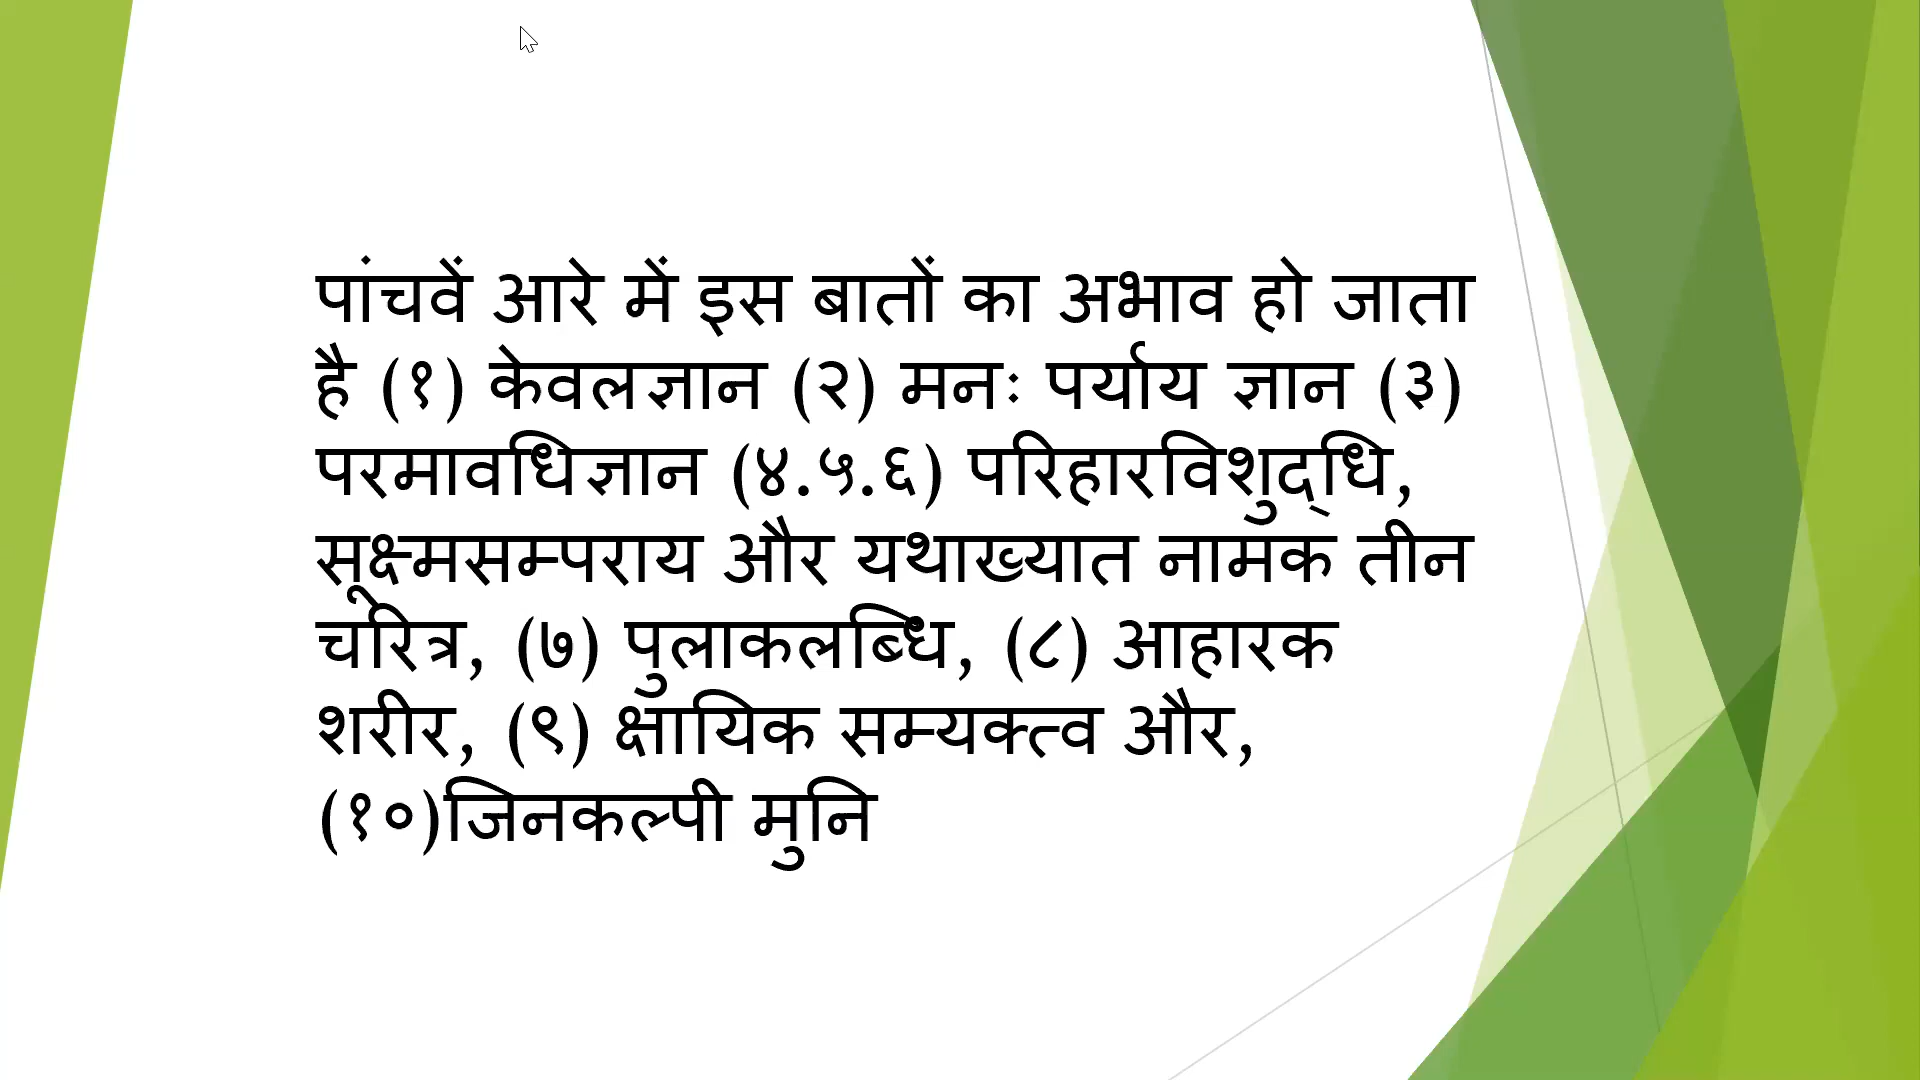 पांचवें आरे में इस बातों का अभाव हो जाता
है (१) केवलज्ञान (२) मनः पर्याय ज्ञान (३)
परमावधिज्ञान (४.५.६) परिहारविशुद्धि,
सूक्ष्मसम्पराय और यथाख्यात नामक तीन
चरित्र, (७) पुलाकलब्धि, (८) आहारक
शरीर, (९) क्षायिक सम्यक्त्व और,
(१०)जिनकल्पी मुनि